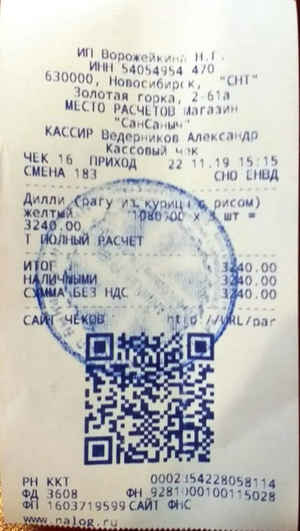 ИП Ворожейкина Н.Г.
ИНН 54054954 470
630000, Новосибирск, "СНТ"
Золотая горка, 2-61а
МЕСТО РАСЧЕТОВ Магазин
"СанСаныч"
КАССИР Ведерников Александр
Кассовый чек
ЧЕК 16 ПРИХОД 22 11.19 15:15
СМЕНА 183 СНО ЕНВД
Дилли (рагу из курицы с рисом)
желтый 1080.00 x 3 шт =
3240.00
Т ПОЛНЫЙ РАСЧЕТ
ИТОГ 3240.00
НАЛИЧНЫМИ 3240.00
СУММА БЕЗ НДС 3240.00
САЙТ ЧЕКОВ http://URL/par
РН ККТ 0002354228058114
ФД 3608 ФН 9281000100115028
ФП 1603719599 САЙТ ФНС
www.nalog.ru